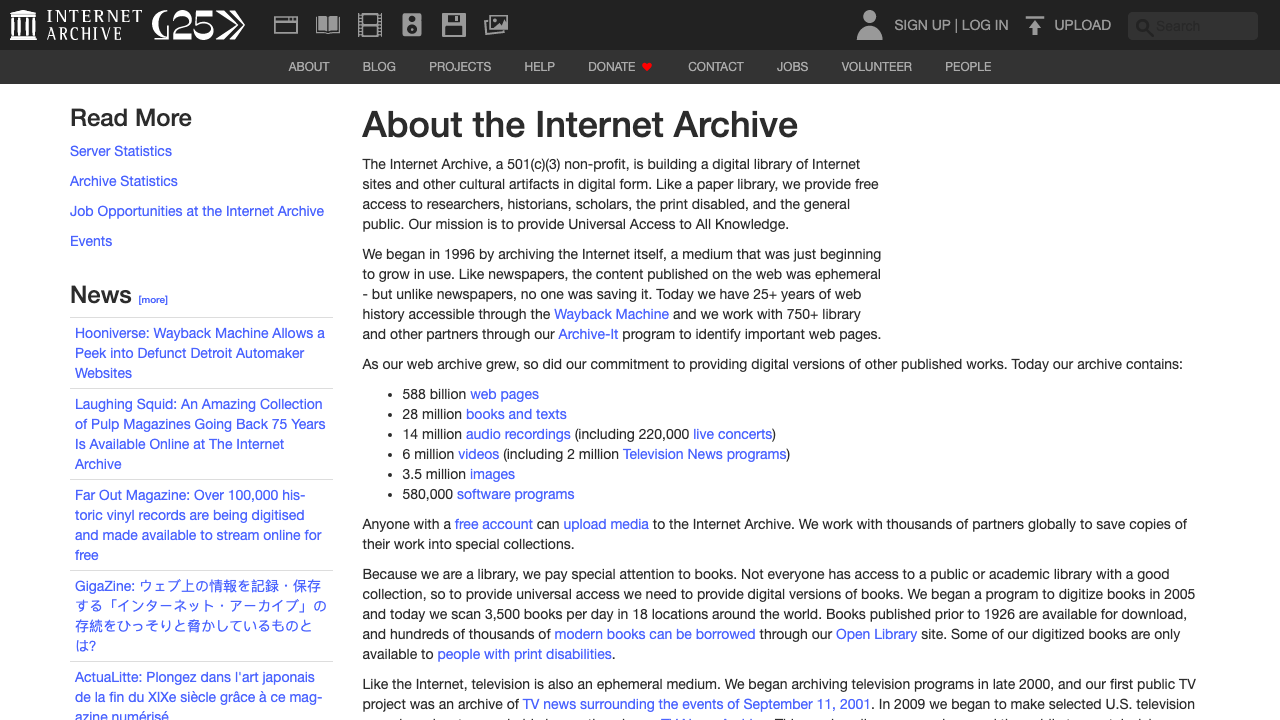 INTERNET ARCHIVE 25 SIGN UP | LOG IN UPLOAD Search
ABOUT BLOG PROJECTS HELP DONATE CONTACT JOBS VOLUNTEER PEOPLE
Read More
Server Statistics
Archive Statistics
Job Opportunities at the Internet Archive
Events
News [more]
Hooniverse: Wayback Machine Allows a
Peek into Defunct Detroit Automaker
Websites
Laughing Squid: An Amazing Collection
of Pulp Magazines Going Back 75 Years
Is Available Online at The Internet
Archive
Far Out Magazine: Over 100,000 his-
toric vinyl records are being digitised
and made available to stream online for
free
GigaZine: ウェブ上の情報を記録・保存
する「インターネット・アーカイブ」の
存続をひっそりと脅かしているものと
は?
ActuaLitte: Plongez dans l'art japonais
de la fin du XIXe siècle grâce à ce mag-
azine numérisé
About the Internet Archive
The Internet Archive, a 501(c)(3) non-profit, is building a digital library of Internet
sites and other cultural artifacts in digital form. Like a paper library, we provide free
access to researchers, historians, scholars, the print disabled, and the general
public. Our mission is to provide Universal Access to All Knowledge.
We began in 1996 by archiving the Internet itself, a medium that was just beginning
to grow in use. Like newspapers, the content published on the web was ephemeral
- but unlike newspapers, no one was saving it. Today we have 25+ years of web
history accessible through the Wayback Machine and we work with 750+ library
and other partners through our Archive-It program to identify important web pages.
As our web archive grew, so did our commitment to providing digital versions of other published works. Today our archive contains:
• 588 billion web pages
• 28 million books and texts
• 14 million audio recordings (including 220,000 live concerts)
• 6 million videos (including 2 million Television News programs)
• 3.5 million images
• 580,000 software programs
Anyone with a free account can upload media to the Internet Archive. We work with thousands of partners globally to save copies of
their work into special collections.
Because we are a library, we pay special attention to books. Not everyone has access to a public or academic library with a good
collection, so to provide universal access we need to provide digital versions of books. We began a program to digitize books in 2005
and today we scan 3,500 books per day in 18 locations around the world. Books published prior to 1926 are available for download,
and hundreds of thousands of modern books can be borrowed through our Open Library site. Some of our digitized books are only
available to people with print disabilities.
Like the Internet, television is also an ephemeral medium. We began archiving television programs in late 2000, and our first public TV
project was an archive of TV news surrounding the events of September 11, 2001. In 2009 we began to make selected U.S. television